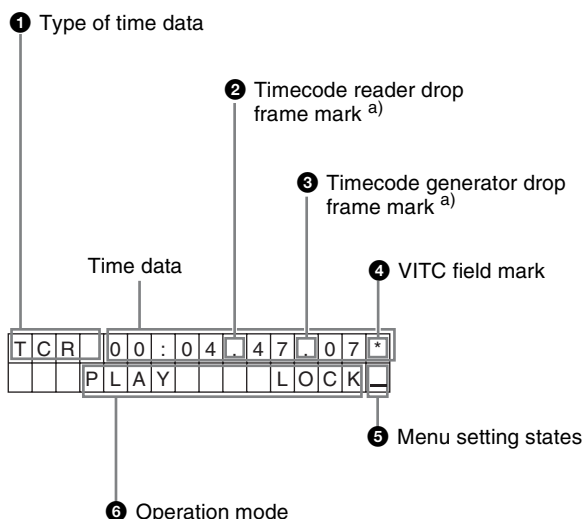 ❶ Type of time data
❷ Timecode reader drop
frame mark a)
❸ Timecode generator drop
frame mark a)
Time data
❹ VITC field mark
TCR 00:04.47.07*
PLAY LOCK_
❺ Menu setting states
❻ Operation mode